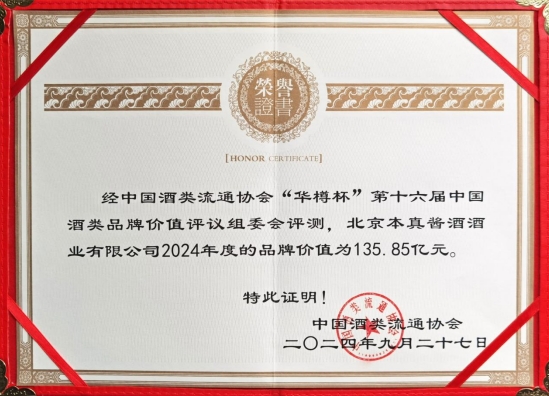 榮譽
證書
[HONOR CERTIFICATE]
经中国酒类流通协会“华樽杯”第十六届中国
酒类品牌价值评议组委会评测，北京本真酱酒酒
业有限公司2024年度的品牌价值为135.85亿元。
特此证明！
中国酒类流通协会
二〇二四年九月二十七日